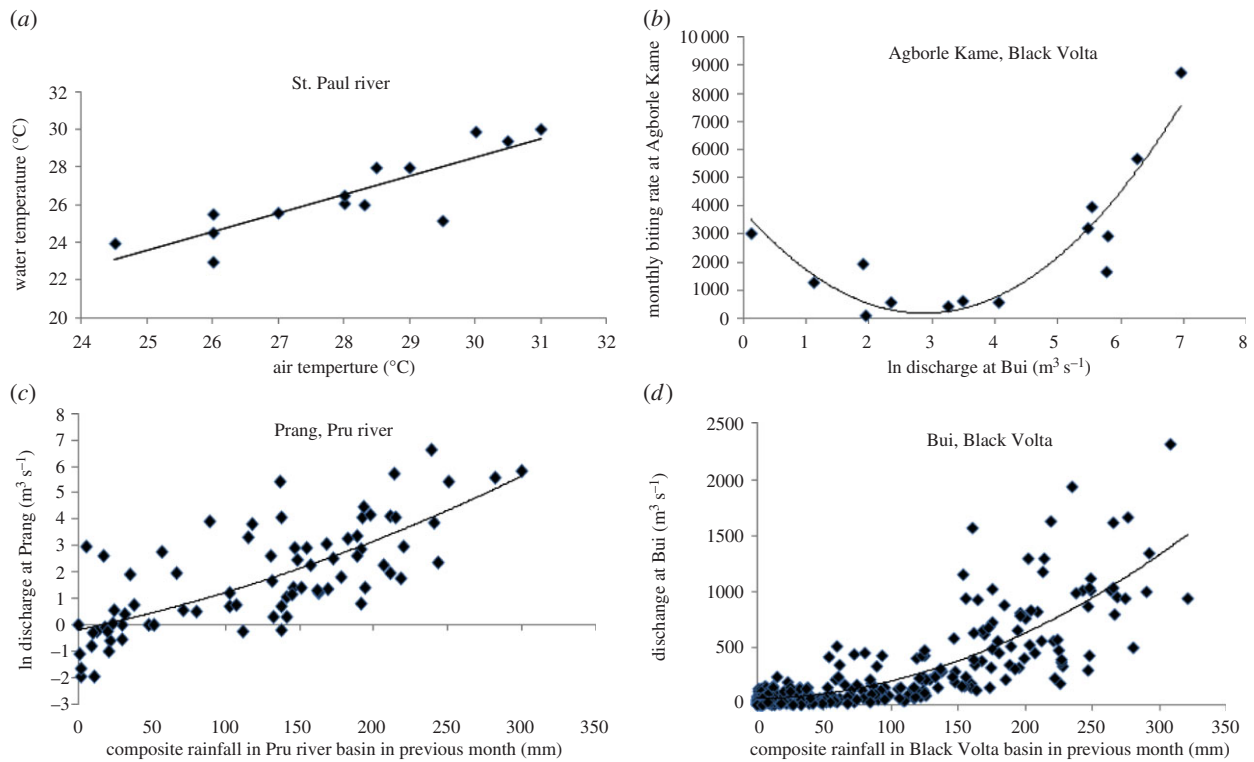 (a)
St. Paul river
32
30
28
26
24
22
20
water temperature (°C)
24 25 26 27 28 29 30 31 32
air temperture (°C)
(b)
Agborle Kame, Black Volta
10 000
9000
8000
7000
6000
5000
4000
3000
2000
1000
0
monthly biting rate at Agborle Kame
0 1 2 3 4 5 6 7 8
ln discharge at Bui (m³ s⁻¹)
(c)
Prang, Pru river
8
7
6
5
4
3
2
1
0
−1
−2
−3
ln discharge at Prang (m³ s⁻¹)
0 50 100 150 200 250 300 350
composite rainfall in Pru river basin in previous month (mm)
(d)
Bui, Black Volta
2500
2000
1500
1000
500
0
dischange at Bui (m³ s⁻¹)
0 50 100 150 200 250 300 350
composite rainfall in Black Volta basin in previous month (mm)